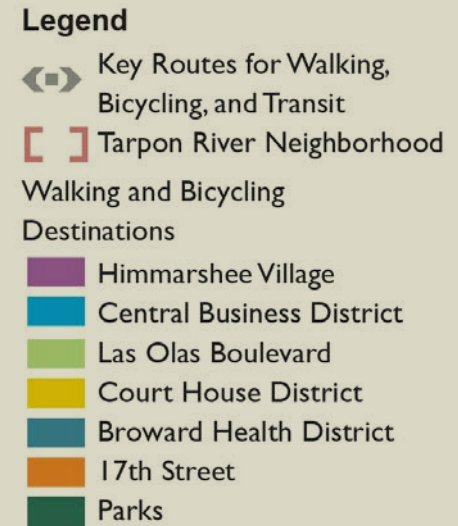 Legend
Key Routes for Walking,
Bicycling, and Transit
Tarpon River Neighborhood
Walking and Bicycling
Destinations
Himmarshee Village
Central Business District
Las Olas Boulevard
Court House District
Broward Health District
17th Street
Parks